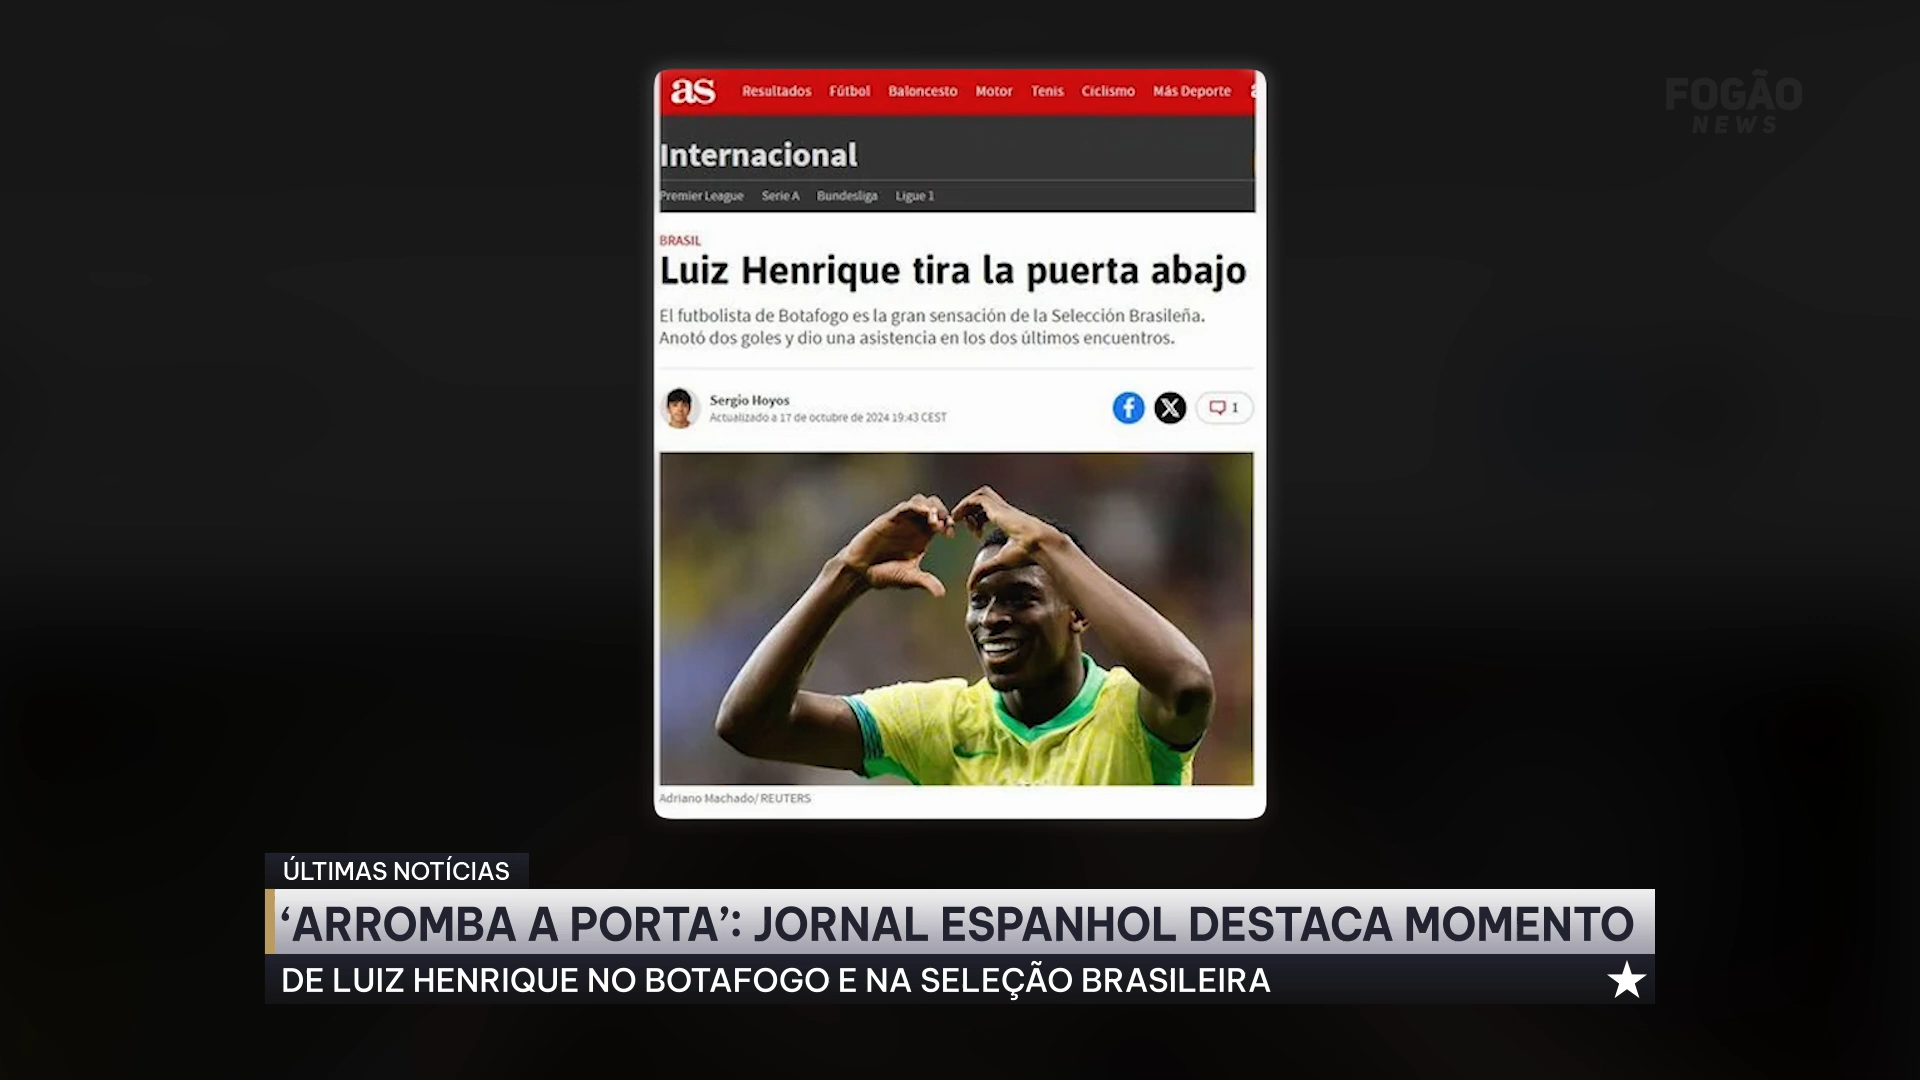 FOGÃO
NEWS
as Resultados Fútbol Baloncesto Motor Tenis Ciclismo Más Deporte
Internacional
Premier League Serie A Bundesliga Ligue 1
BRASIL
Luiz Henrique tira la puerta abajo
El futbolista de Botafogo es la gran sensación de la Selección Brasileña.
Anotó dos goles y dio una asistencia en los dos últimos encuentros.
Sergio Hoyos
Actualizado a 17 de octubre de 2024 19:43 CEST
1
Adriano Machado/ REUTERS
ÚLTIMAS NOTÍCIAS
‘ARROMBA A PORTA’: JORNAL ESPANHOL DESTACA MOMENTO
DE LUIZ HENRIQUE NO BOTAFOGO E NA SELEÇÃO BRASILEIRA